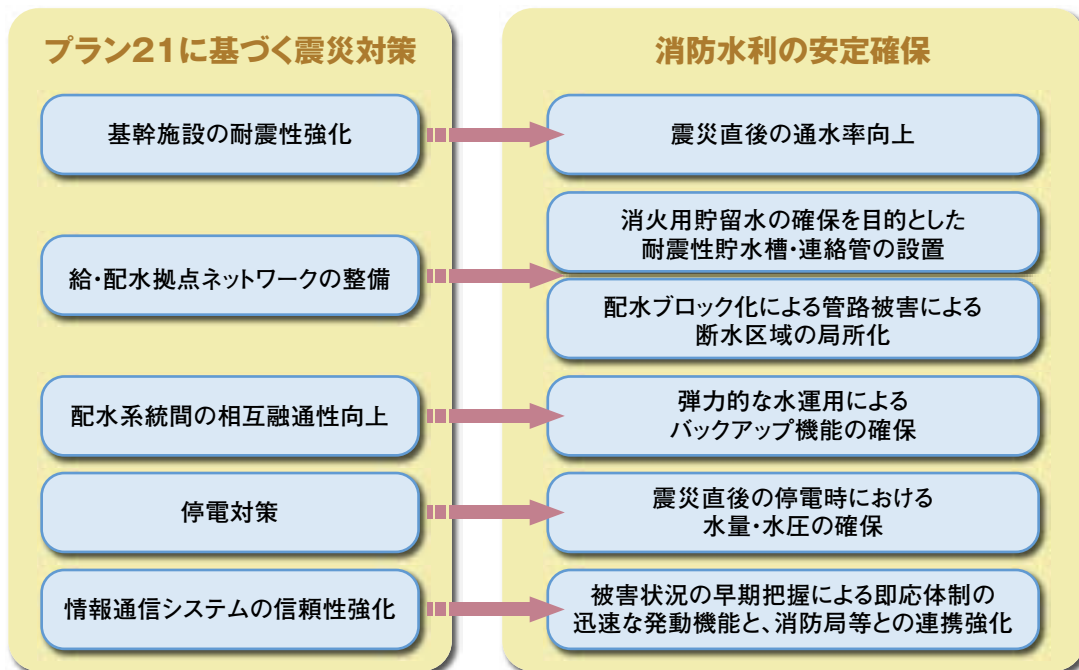 プラン21に基づく震災対策
基幹施設の耐震性強化
給・配水拠点ネットワークの整備
配水系統間の相互融通性向上
停電対策
情報通信システムの信頼性強化
消防水利の安定確保
震災直後の通水率向上
消火用貯留水の確保を目的とした
耐震性貯水槽・連絡管の設置
配水ブロック化による管路被害による
断水区域の局所化
弾力的な水運用による
バックアップ機能の確保
震災直後の停電時における
水量・水圧の確保
被害状況の早期把握による即応体制の
迅速な発動機能と、消防局等との連携強化